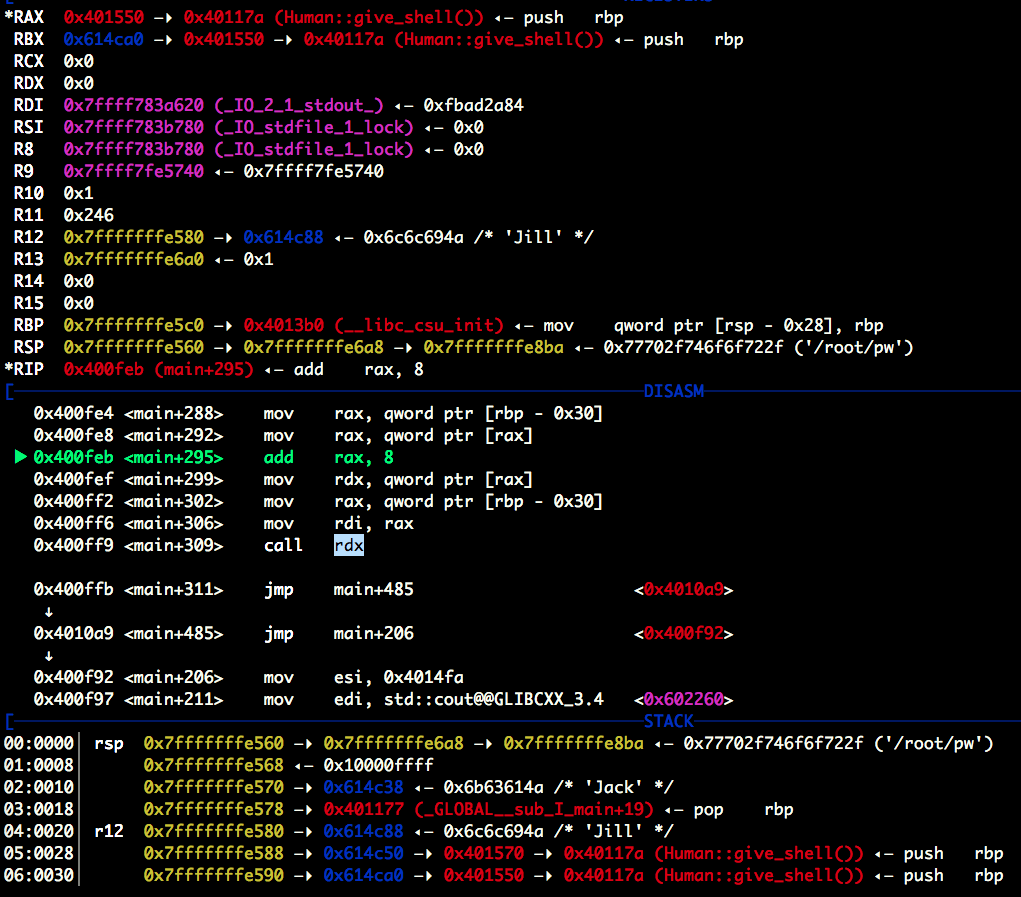 *RAX  0x401550 —▸ 0x40117a (Human::give_shell()) ◂— push   rbp
 RBX  0x614ca0 —▸ 0x401550 —▸ 0x40117a (Human::give_shell()) ◂— push   rbp
 RCX  0x0
 RDX  0x0
 RDI  0x7ffff783a620 (_IO_2_1_stdout_) ◂— 0xfbad2a84
 RSI  0x7ffff783b780 (_IO_stdfile_1_lock) ◂— 0x0
 R8   0x7ffff783b780 (_IO_stdfile_1_lock) ◂— 0x0
 R9   0x7ffff7fe5740 ◂— 0x7ffff7fe5740
 R10  0x1
 R11  0x246
 R12  0x7fffffffe580 —▸ 0x614c88 ◂— 0x6c6c694a /* 'Jill' */
 R13  0x7fffffffe6a0 ◂— 0x1
 R14  0x0
 R15  0x0
 RBP  0x7fffffffe5c0 —▸ 0x4013b0 (__libc_csu_init) ◂— mov    qword ptr [rsp - 0x28], rbp
 RSP  0x7fffffffe560 —▸ 0x7fffffffe6a8 —▸ 0x7fffffffe8ba ◂— 0x77702f746f6f722f ('/root/pw')
*RIP  0x400feb (main+295) ◂— add    rax, 8
[DISASM
   0x400fe4 <main+288>    mov    rax, qword ptr [rbp - 0x30]
   0x400fe8 <main+292>    mov    rax, qword ptr [rax]
 ► 0x400feb <main+295>    add    rax, 8
   0x400fef <main+299>    mov    rdx, qword ptr [rax]
   0x400ff2 <main+302>    mov    rax, qword ptr [rbp - 0x30]
   0x400ff6 <main+306>    mov    rdi, rax
   0x400ff9 <main+309>    call   rdx
   0x400ffb <main+311>    jmp    main+485                      <0x4010a9>
    ↓
   0x4010a9 <main+485>    jmp    main+206                      <0x400f92>
    ↓
   0x400f92 <main+206>    mov    esi, 0x4014fa
   0x400f97 <main+211>    mov    edi, std::cout@@GLIBCXX_3.4   <0x602260>
[STACK
00:0000│ rsp  0x7fffffffe560 —▸ 0x7fffffffe6a8 —▸ 0x7fffffffe8ba ◂— 0x77702f746f6f722f ('/root/pw')
01:0008│      0x7fffffffe568 ◂— 0x10000ffff
02:0010│      0x7fffffffe570 —▸ 0x614c38 ◂— 0x6b63614a /* 'Jack' */
03:0018│      0x7fffffffe578 —▸ 0x401177 (_GLOBAL__sub_I_main+19) ◂— pop    rbp
04:0020│ r12  0x7fffffffe580 —▸ 0x614c88 ◂— 0x6c6c694a /* 'Jill' */
05:0028│      0x7fffffffe588 —▸ 0x614c50 —▸ 0x401570 —▸ 0x40117a (Human::give_shell()) ◂— push   rbp
06:0030│      0x7fffffffe590 —▸ 0x614ca0 —▸ 0x401550 —▸ 0x40117a (Human::give_shell()) ◂— push   rbp